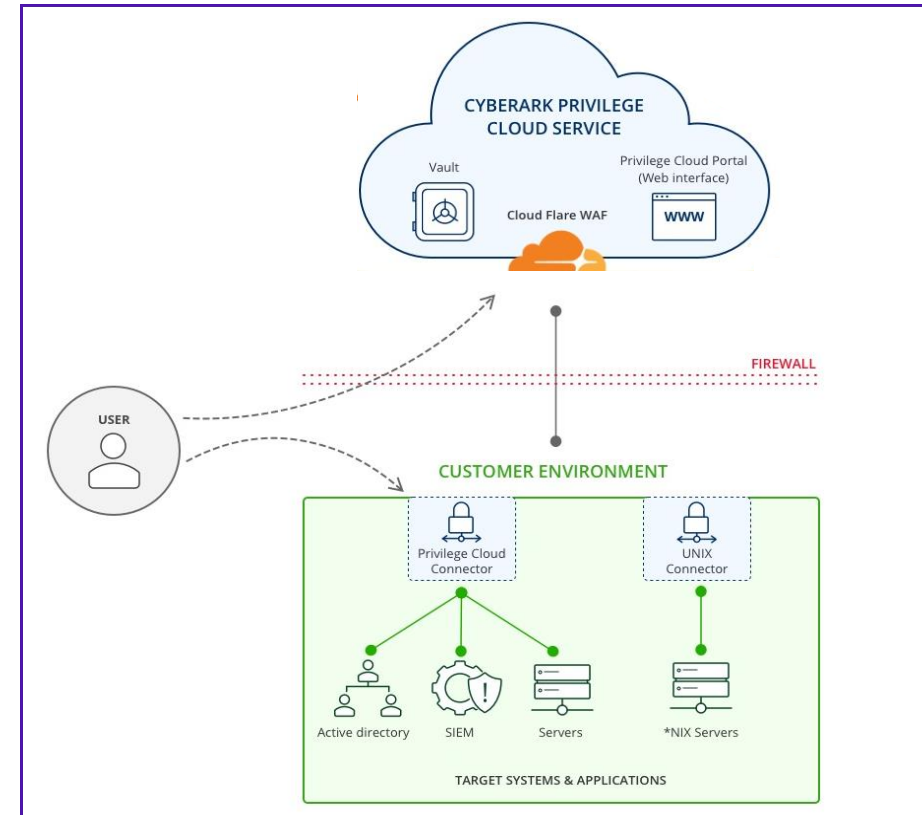 CYBERARK PRIVILEGE
CLOUD SERVICE
Vault
Privilege Cloud Portal
(Web interface)
Cloud Flare WAF
WWW
FIREWALL
USER
CUSTOMER ENVIRONMENT
Privilege Cloud
Connector
UNIX
Connector
Active directory
SIEM
Servers
*NIX Servers
TARGET SYSTEMS & APPLICATIONS